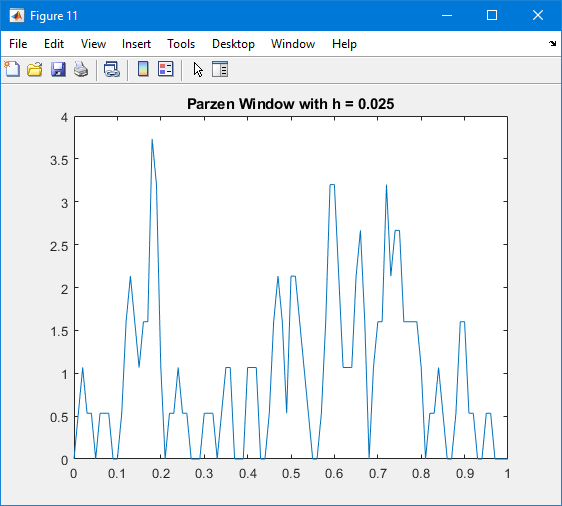 Figure 11
File Edit View Insert Tools Desktop Window Help
Parzen Window with h = 0.025
4
3.5
3
2.5
2
1.5
1
0.5
0
0 0.1 0.2 0.3 0.4 0.5 0.6 0.7 0.8 0.9 1